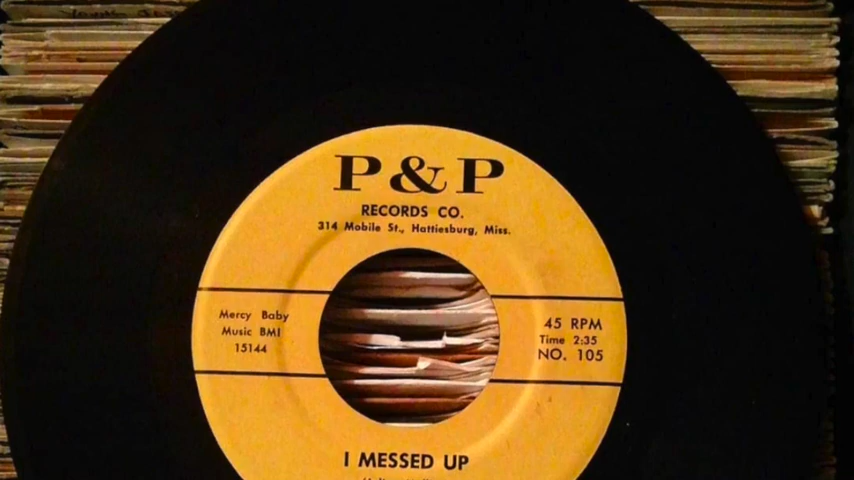 P & P
RECORDS CO.
314 Mobile St., Hattiesburg, Miss.
Mercy Baby
Music BMI
15144
45 RPM
Time 2:35
NO. 105
I MESSED UP